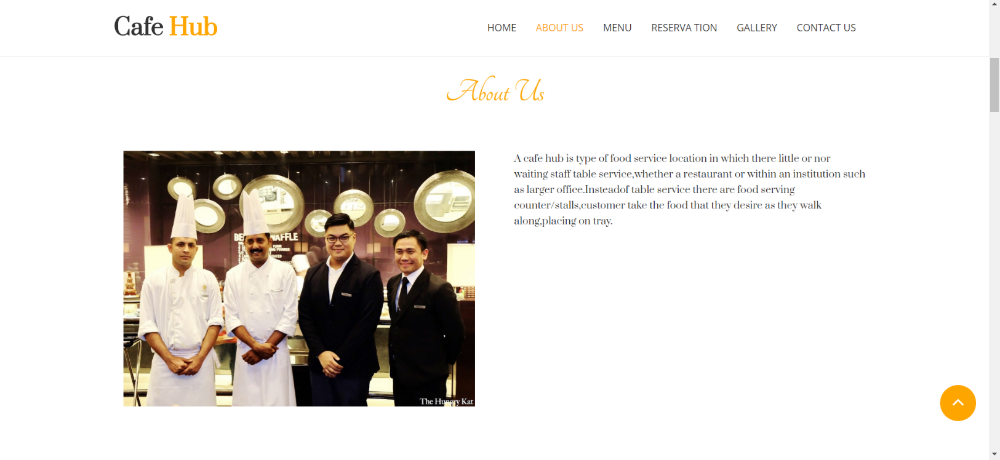 Cafe Hub
HOME ABOUT US MENU RESERVA TION GALLERY CONTACT US
About Us
A cafe hub is type of food service location in which there little or nor
waiting staff table service,whether a restaurant or within an institution such
as larger office.Insteadof table service there are food serving
counter/stalls,customer take the food that they desire as they walk
along,placing on tray.
WAFFLE
The Hungry Kat